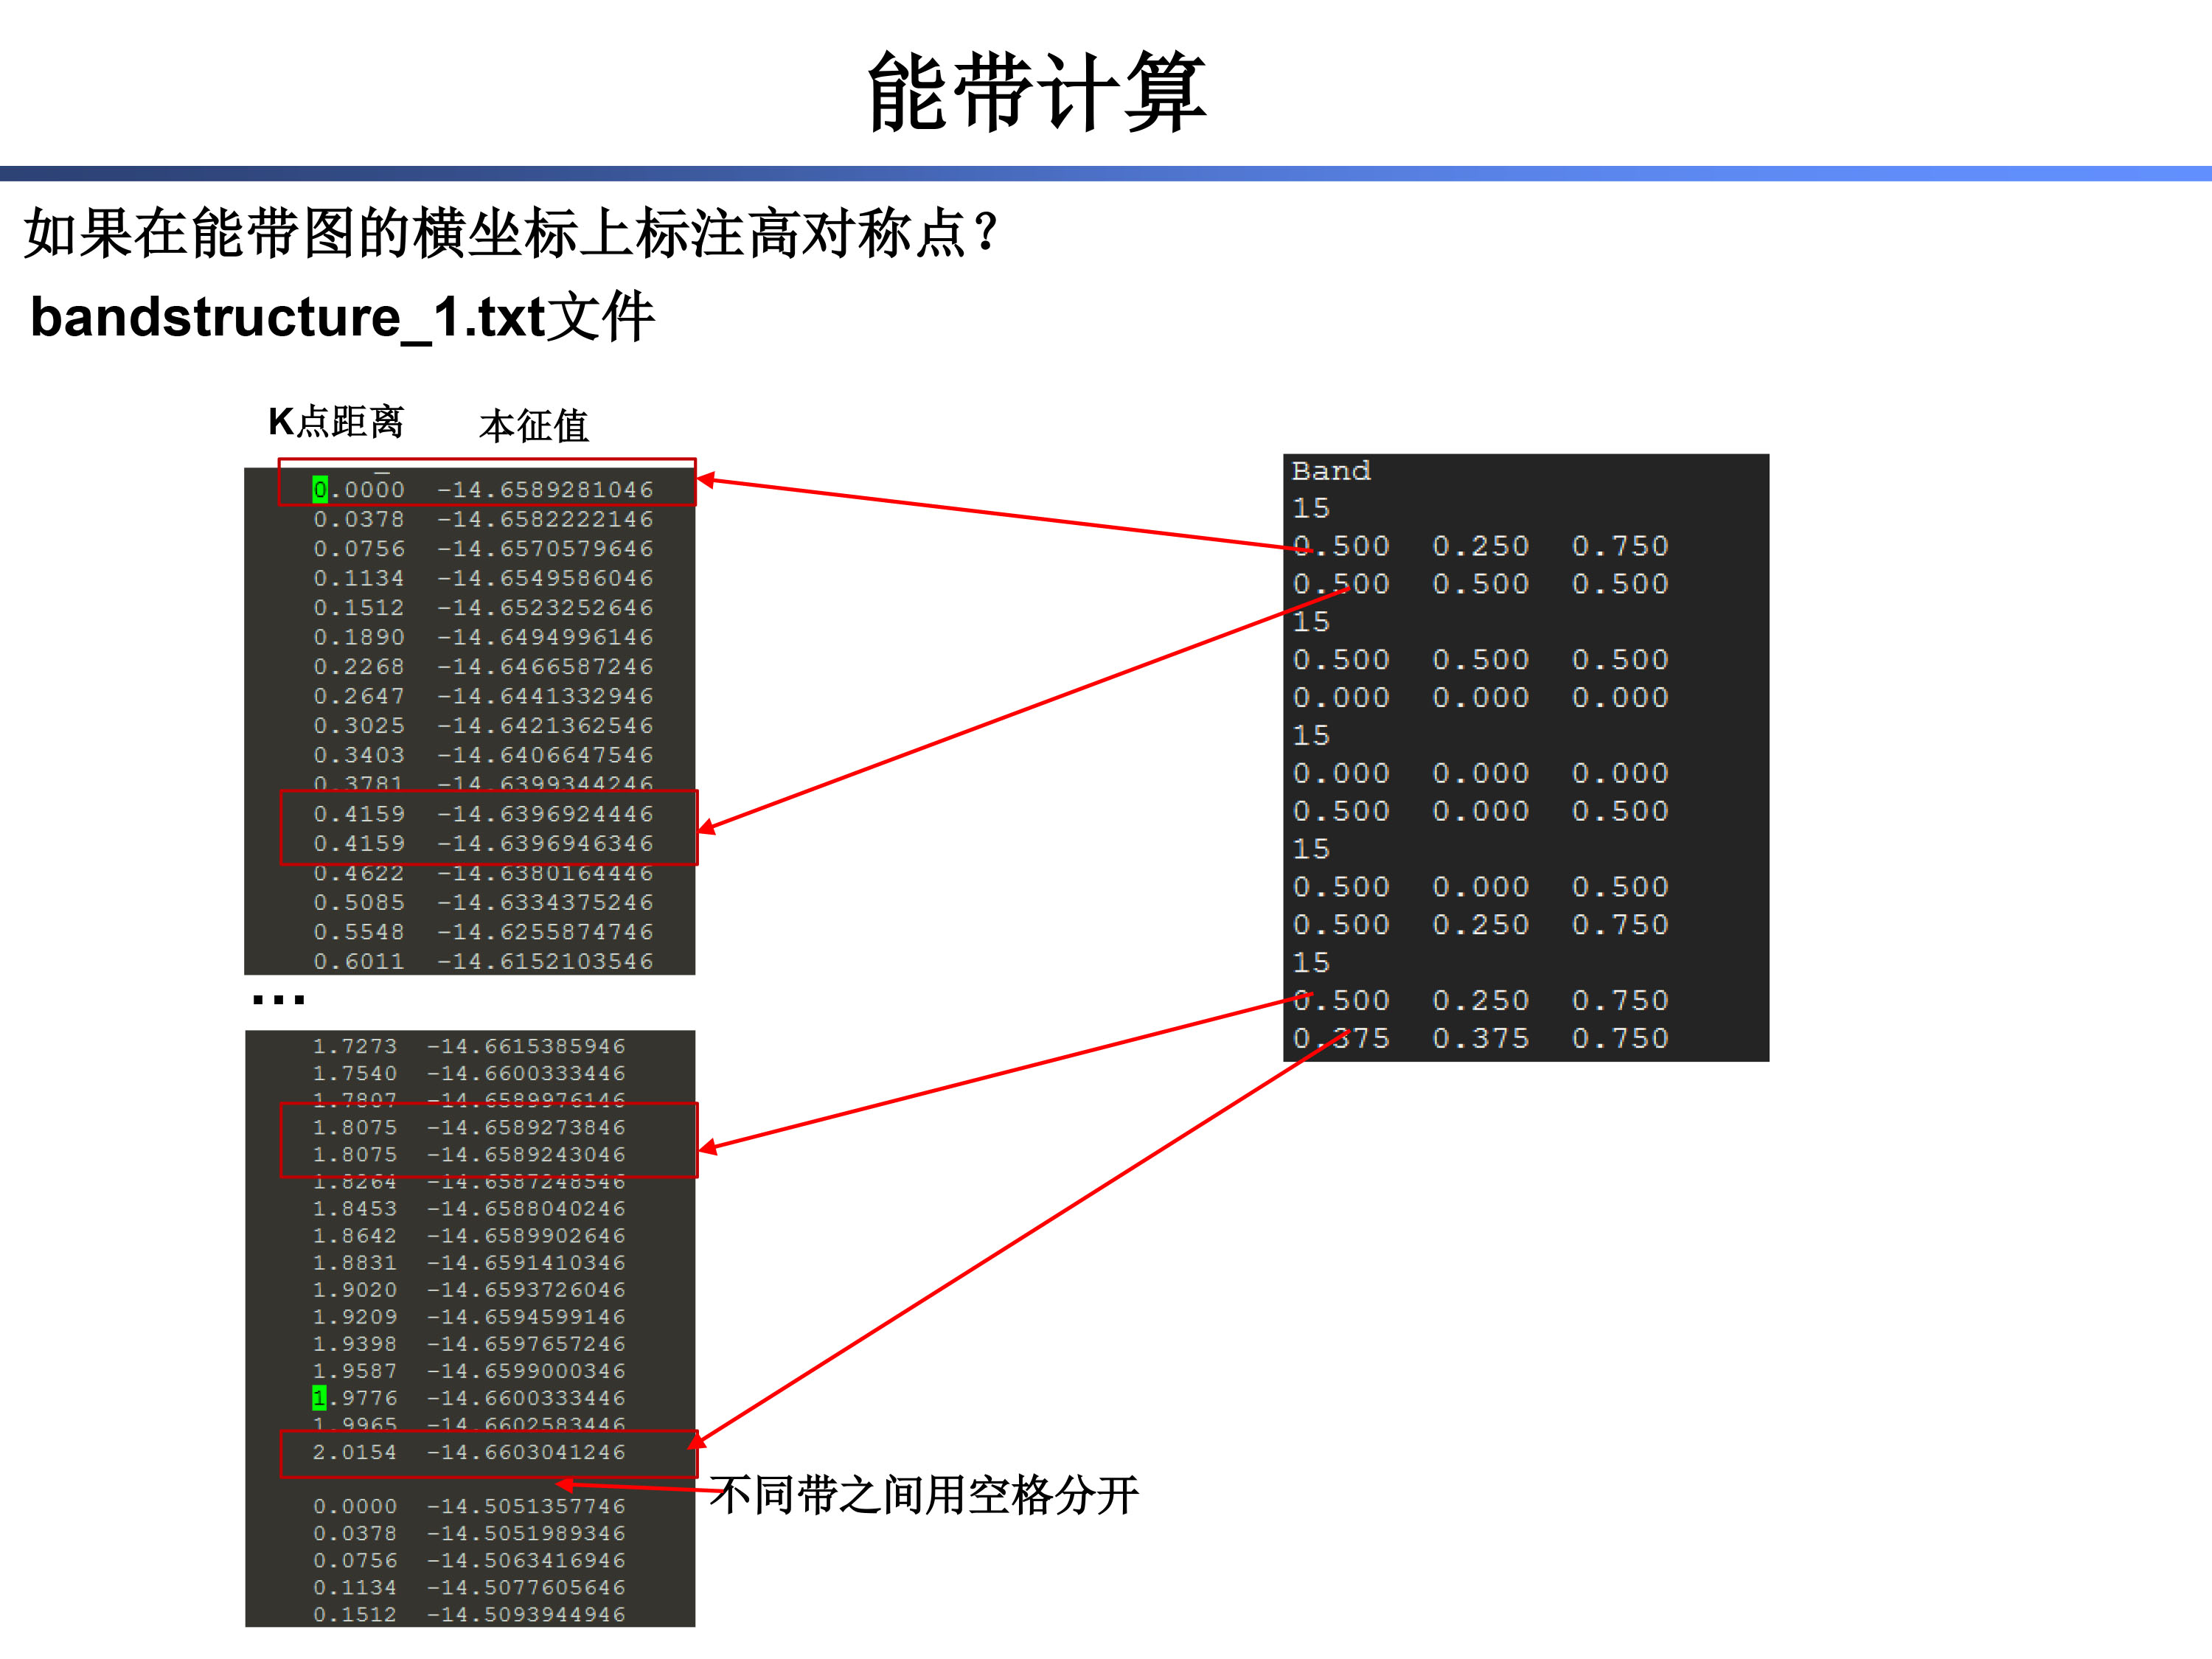 能带计算
如果在能带图的横坐标上标注高对称点?
bandstructure_1.txt文件
K点距离 本征值
0.0000 -14.6589281046
0.0378 -14.6582222146
0.0756 -14.6570579646
0.1134 -14.6549586046
0.1512 -14.6523252646
0.1890 -14.6494996146
0.2268 -14.6466587246
0.2647 -14.6441332946
0.3025 -14.6421362546
0.3403 -14.6406647546
0.3781 -14.6399344246
0.4159 -14.6396924446
0.4159 -14.6396946346
0.4622 -14.6380164446
0.5085 -14.6334375246
0.5548 -14.6255874746
0.6011 -14.6152103546
...
1.7273 -14.6615385946
1.7540 -14.6600333446
1.7807 -14.6589976146
1.8075 -14.6589273846
1.8075 -14.6589243046
1.8264 -14.6587248546
1.8453 -14.6588040246
1.8642 -14.6589902646
1.8831 -14.6591410346
1.9020 -14.6593726046
1.9209 -14.6594599146
1.9398 -14.6597657246
1.9587 -14.6599000346
1.9776 -14.6600333446
1.9965 -14.6602583446
2.0154 -14.6603041246
不同带之间用空格分开
0.0000 -14.5051357746
0.0378 -14.5051989346
0.0756 -14.5063416946
0.1134 -14.5077605646
0.1512 -14.5093944946
Band
15
0.500 0.250 0.750
0.500 0.500 0.500
15
0.500 0.500 0.500
0.000 0.000 0.000
15
0.000 0.000 0.000
0.500 0.000 0.500
15
0.500 0.000 0.500
0.500 0.250 0.750
15
0.500 0.250 0.750
0.375 0.375 0.750